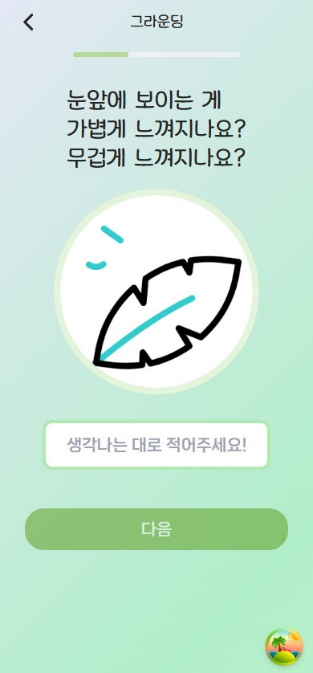 그라운딩
눈앞에 보이는 게
가볍게 느껴지나요?
무겁게 느껴지나요?
생각나는 대로 적어주세요!
다음